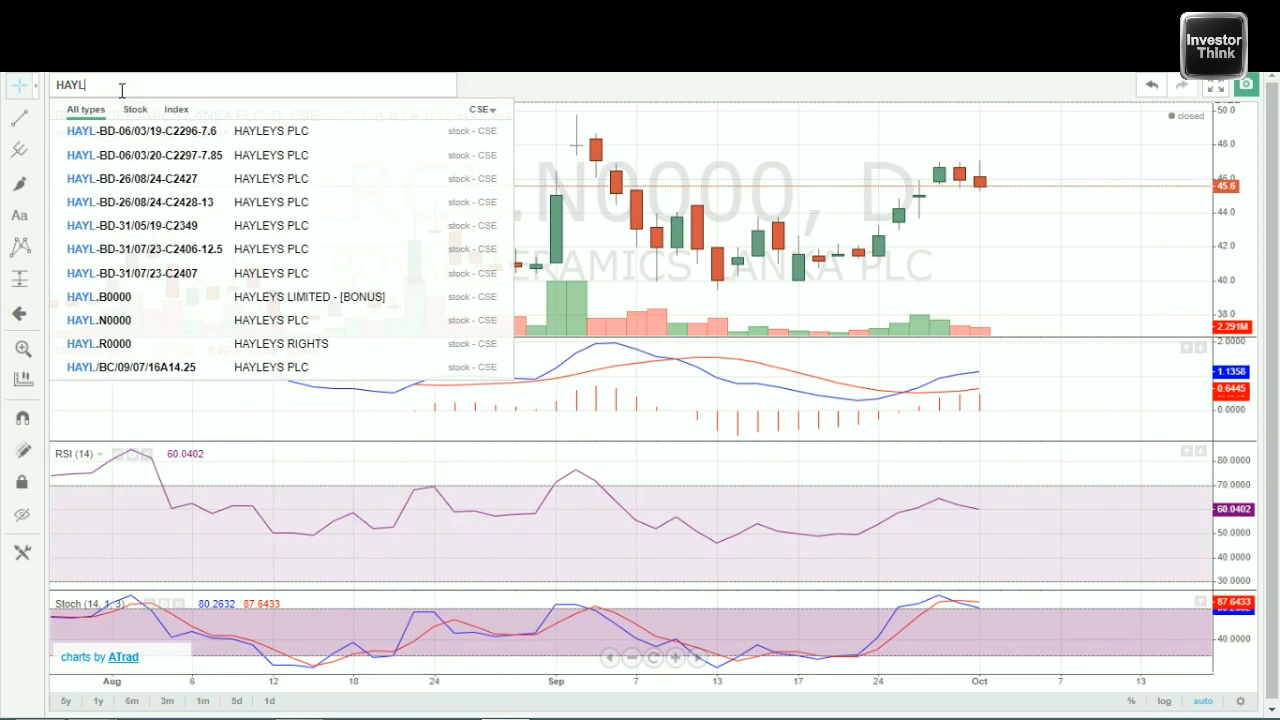 Investor
Think
HAYL
All types Stock Index CSE
HAYL-BD-06/03/19-C2296-7.6 HAYLEYS PLC stock - CSE
HAYL-BD-06/03/20-C2297-7.85 HAYLEYS PLC stock - CSE
HAYL-BD-26/08/24-C2427 HAYLEYS PLC stock - CSE
HAYL-BD-26/08/24-C2428-13 HAYLEYS PLC stock - CSE
HAYL-BD-31/05/19-C2349 HAYLEYS PLC stock - CSE
HAYL-BD-31/07/23-C2406-12.5 HAYLEYS PLC stock - CSE
HAYL-BD-31/07/23-C2407 HAYLEYS PLC stock - CSE
HAYL.B0000 HAYLEYS LIMITED - [BONUS] stock - CSE
HAYL.N0000 HAYLEYS PLC stock - CSE
HAYL.R0000 HAYLEYS RIGHTS stock - CSE
HAYL/BC/09/07/16A14.25 HAYLEYS PLC stock - CSE
Aa
.N0000, D
ERAMICS LANKA PLC
closed
50.0
48.0
46.0
45.6
44.0
42.0
40.0
38.0
2.291M
2.0000
1.1358
0.6445
0.0000
RSI (14) 60.0402
80.0000
70.0000
60.0402
50.0000
40.0000
30.0000
Stoch (14, 1, 3) 80.2632 87.6433
87.6433
40.0000
charts by ATrad
Aug 6 12 18 24 Sep 7 13 17 24 Oct 7 13
5y 1y 6m 3m 1m 5d 1d % log auto